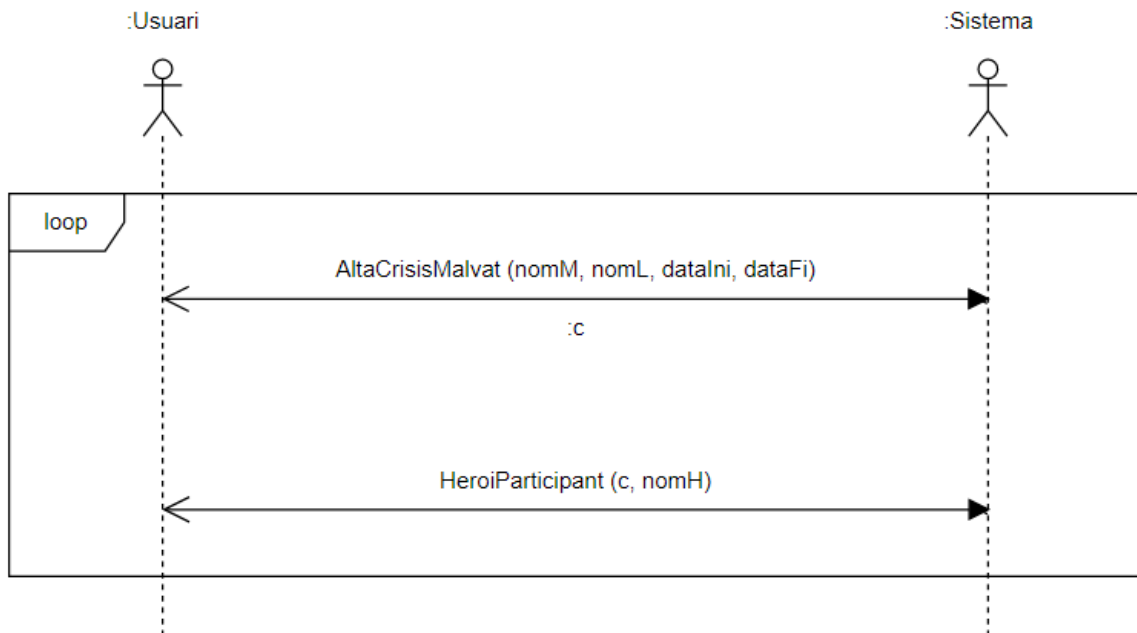 :Usuari
:Sistema
loop
AltaCrisisMalvat (nomM, nomL, dataIni, dataFi)
:c
HeroiParticipant (c, nomH)